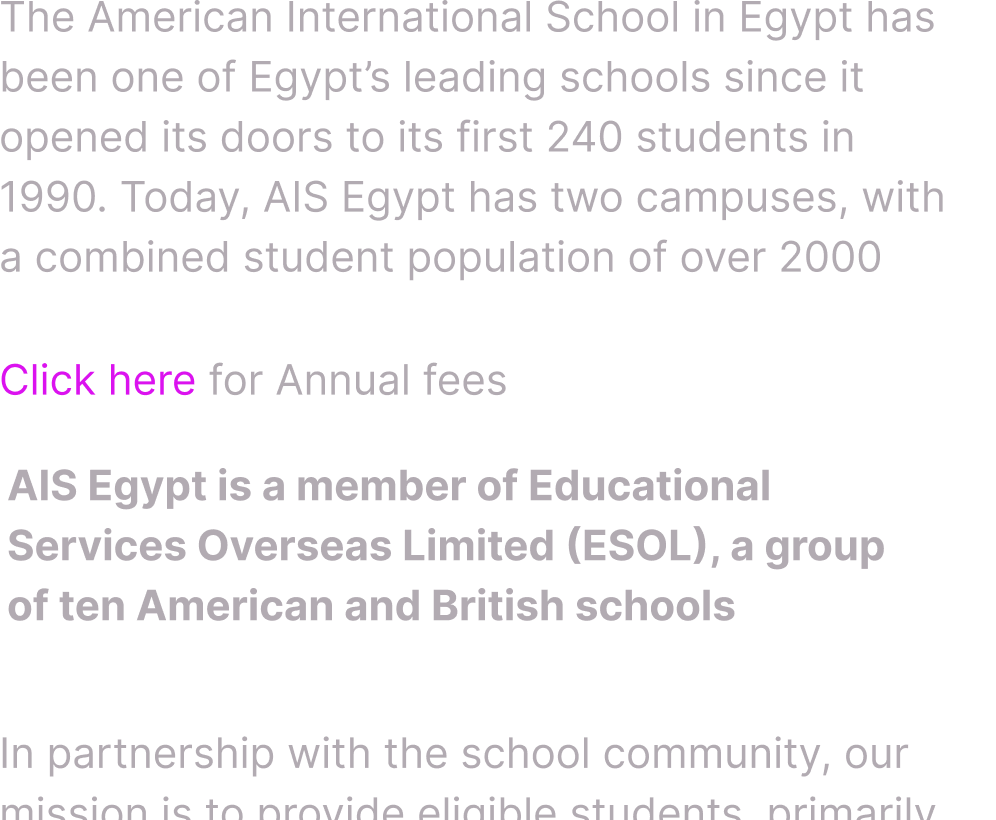 The American International School in Egypt has
been one of Egypt’s leading schools since it
opened its doors to its first 240 students in
1990. Today, AIS Egypt has two campuses, with
a combined student population of over 2000
Click here for Annual fees
AIS Egypt is a member of Educational
Services Overseas Limited (ESOL), a group
of ten American and British schools
In partnership with the school community, our
mission is to provide eligible students, primarily